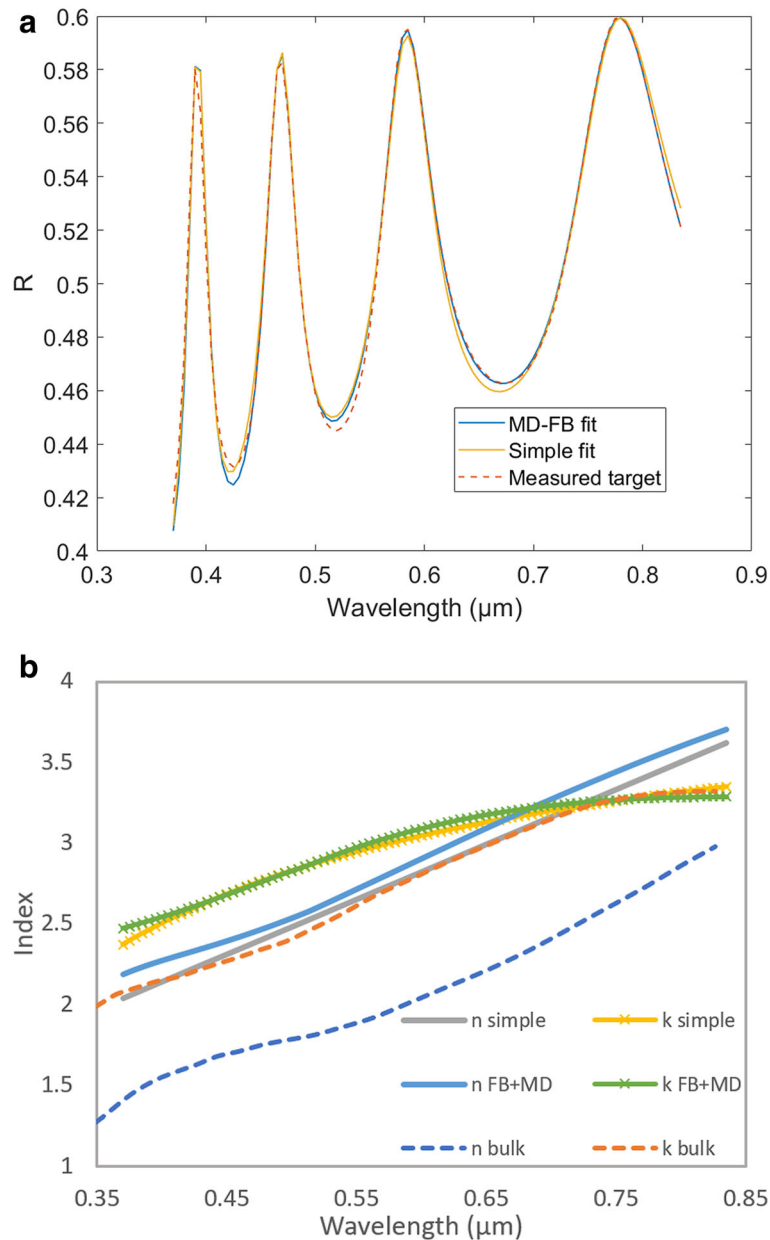 a
0.6
0.58
0.56
0.54
0.52
0.5
0.48
0.46
0.44
0.42
0.4
R
MD-FB fit
Simple fit
Measured target
0.3 0.4 0.5 0.6 0.7 0.8 0.9
Wavelength (μm)
b
4
3.5
3
2.5
2
1.5
1
Index
n simple k simple
n FB+MD k FB+MD
n bulk k bulk
0.35 0.45 0.55 0.65 0.75 0.85
Wavelength (μm)